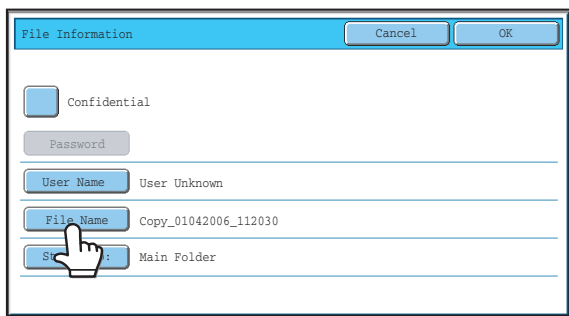 File Information Cancel OK
Confidential
Password
User Name User Unknown
File Name Copy_01042006_112030
Main Folder